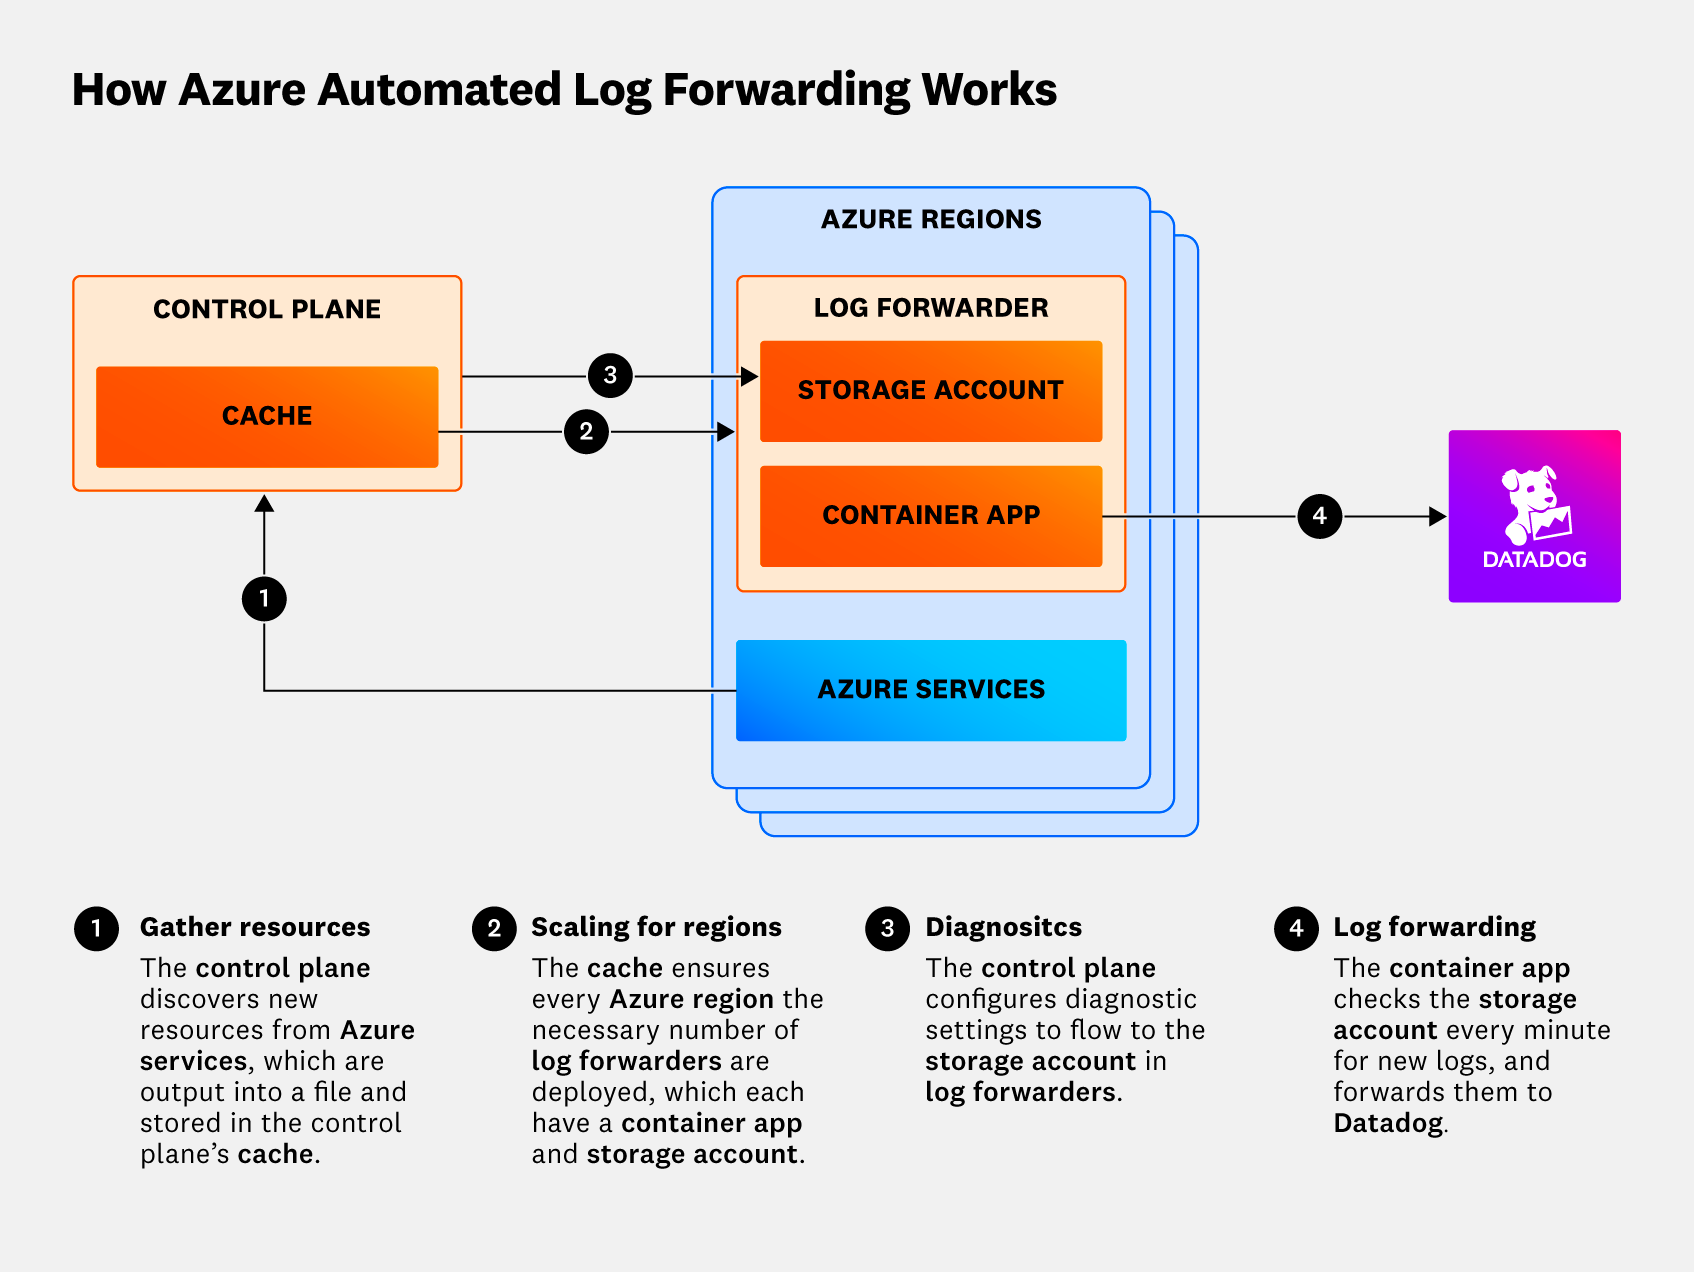 How Azure Automated Log Forwarding Works
AZURE REGIONS
CONTROL PLANE
CACHE
LOG FORWARDER
STORAGE ACCOUNT
CONTAINER APP
AZURE SERVICES
3
2
1
4
DATADOG
1 Gather resources
The control plane
discovers new
resources from Azure
services, which are
output into a file and
stored in the control
plane’s cache.
2 Scaling for regions
The cache ensures
every Azure region the
necessary number of
log forwarders are
deployed, which each
have a container app
and storage account.
3 Diagnositcs
The control plane
configures diagnostic
settings to flow to the
storage account in
log forwarders.
4 Log forwarding
The container app
checks the storage
account every minute
for new logs, and
forwards them to
Datadog.